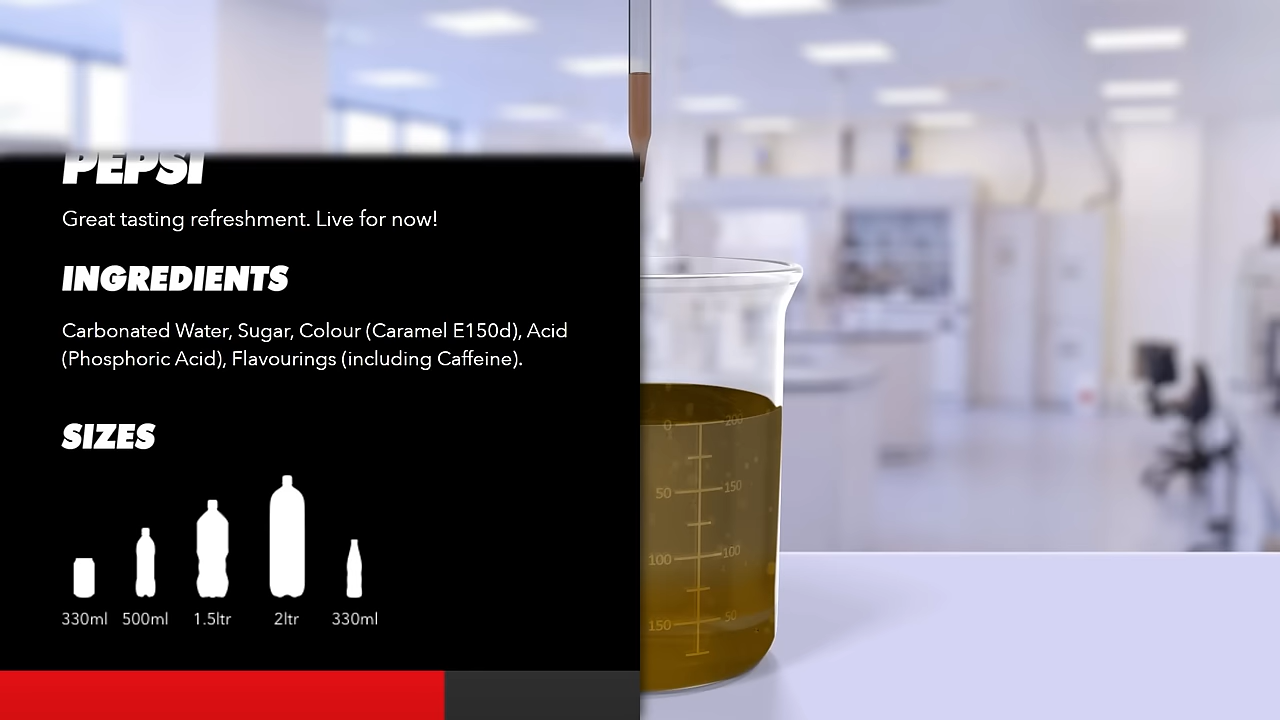 PEPSI
Great tasting refreshment. Live for now!
INGREDIENTS
Carbonated Water, Sugar, Colour (Caramel E150d), Acid
(Phosphoric Acid), Flavourings (including Caffeine).
SIZES
330ml 500ml 1.5ltr 2ltr 330ml
0 200
50 150
100 100
150 50